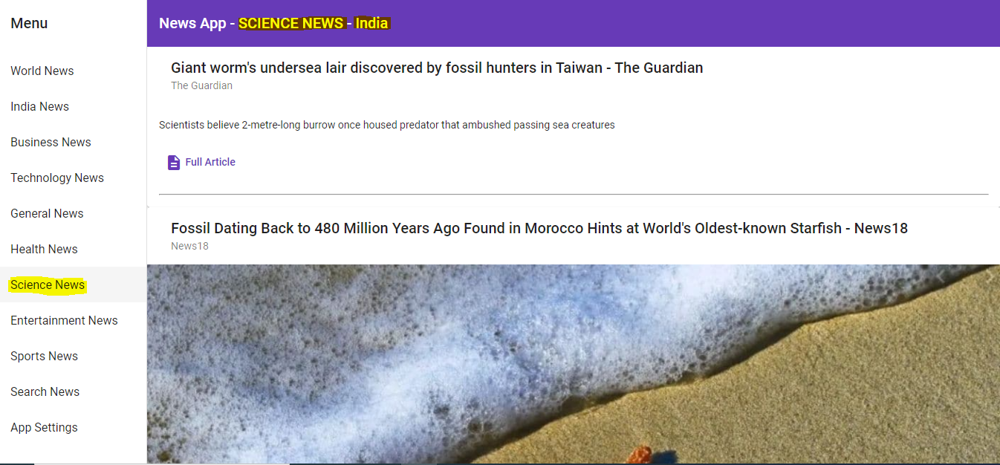 Menu
World News
India News
Business News
Technology News
General News
Health News
Science News
Entertainment News
Sports News
Search News
App Settings
News App - SCIENCE NEWS - India
Giant worm's undersea lair discovered by fossil hunters in Taiwan - The Guardian
The Guardian
Scientists believe 2-metre-long burrow once housed predator that ambushed passing sea creatures
Full Article
Fossil Dating Back to 480 Million Years Ago Found in Morocco Hints at World's Oldest-known Starfish - News18
News18